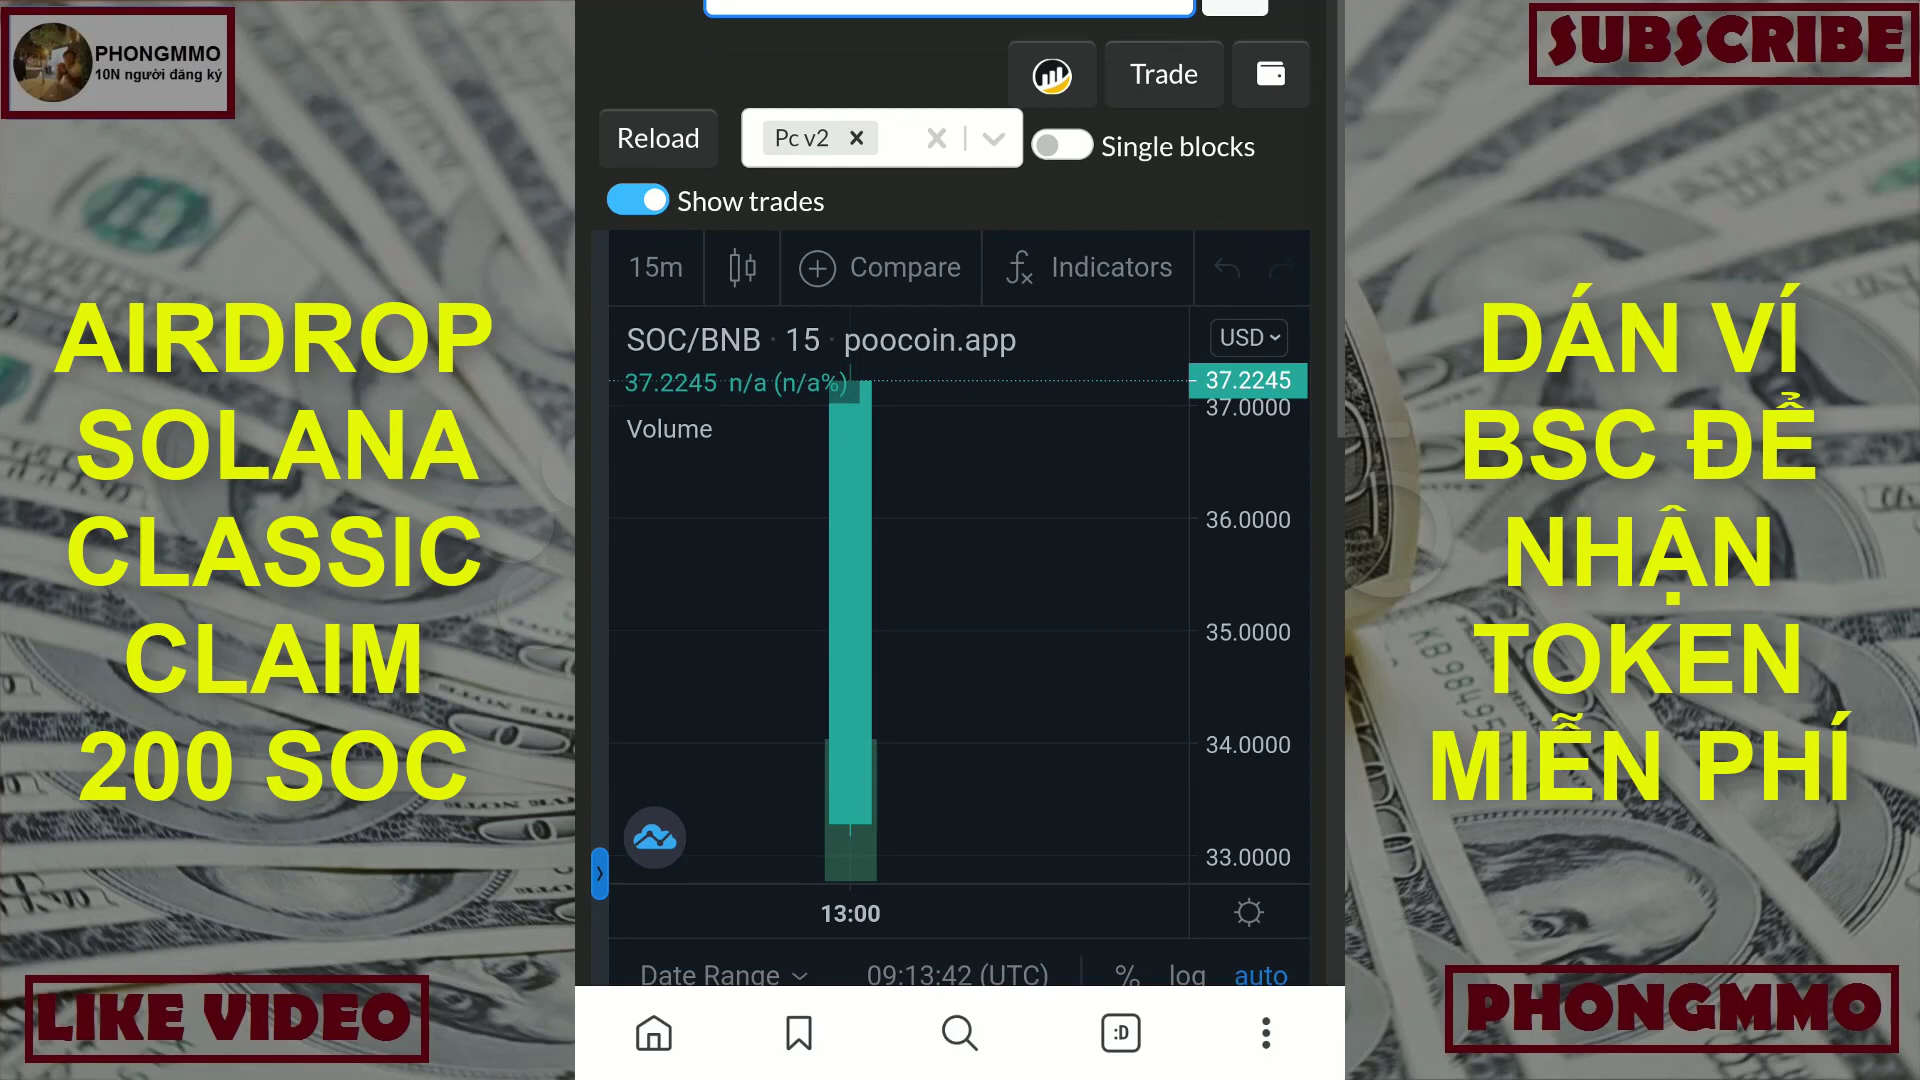 PHONGMMO
10N người đăng ký
SUBSCRIBE
AIRDROP
SOLANA
CLASSIC
CLAIM
200 SOC
Trade
Reload
Pc v2
Single blocks
Show trades
15m
Compare
Indicators
SOC/BNB · 15 · poocoin.app
USD
37.2245 n/a (n/a%)
37.2245
37.0000
Volume
36.0000
35.0000
34.0000
33.0000
13:00
Date Range
09:13:42 (UTC)
%
log
auto
:D
DÁN VÍ
BSC ĐỂ
NHẬN
TOKEN
MIỄN PHÍ
LIKE VIDEO
PHONGMMO